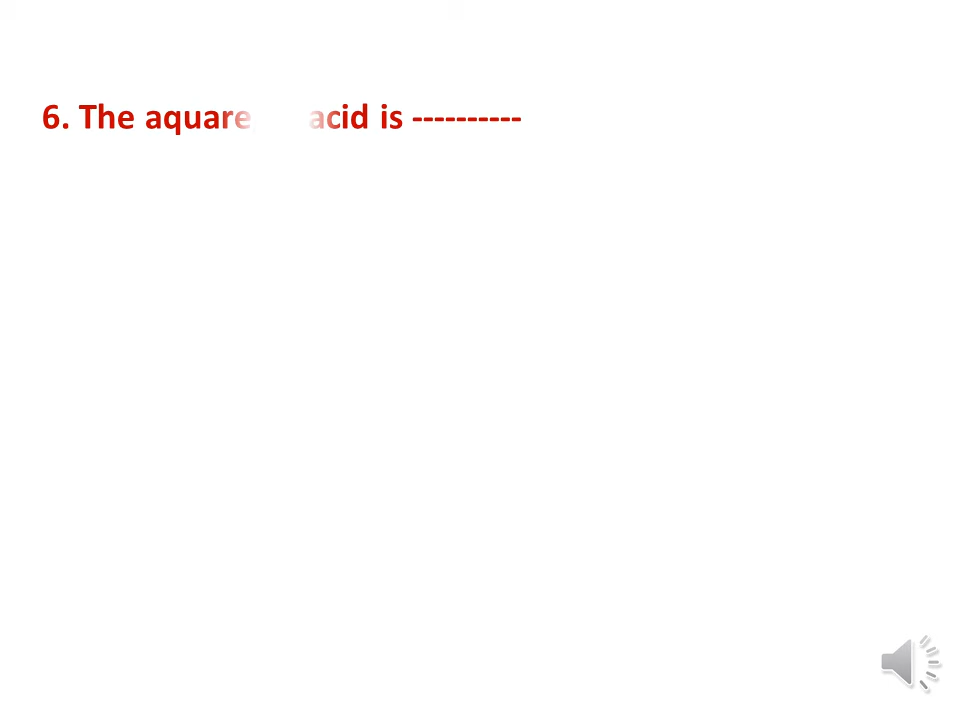 6. The aquare acid is ----------